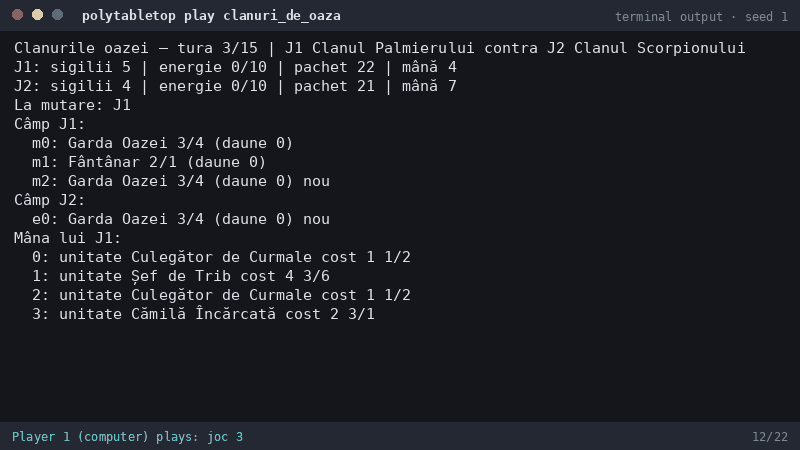 polytabletop play clanuri_de_oaza
terminal output · seed 1
Clanurile oazei — tura 3/15 | J1 Clanul Palmierului contra J2 Clanul Scorpionului
J1: sigilii 5 | energie 0/10 | pachet 22 | mână 4
J2: sigilii 4 | energie 0/10 | pachet 21 | mână 7
La mutare: J1
Câmp J1:
m0: Garda Oazei 3/4 (daune 0)
m1: Fântânar 2/1 (daune 0)
m2: Garda Oazei 3/4 (daune 0) nou
Câmp J2:
e0: Garda Oazei 3/4 (daune 0) nou
Mâna lui J1:
0: unitate Culegător de Curmale cost 1 1/2
1: unitate Șef de Trib cost 4 3/6
2: unitate Culegător de Curmale cost 1 1/2
3: unitate Cămilă Încărcată cost 2 3/1
Player 1 (computer) plays: joc 3
12/22